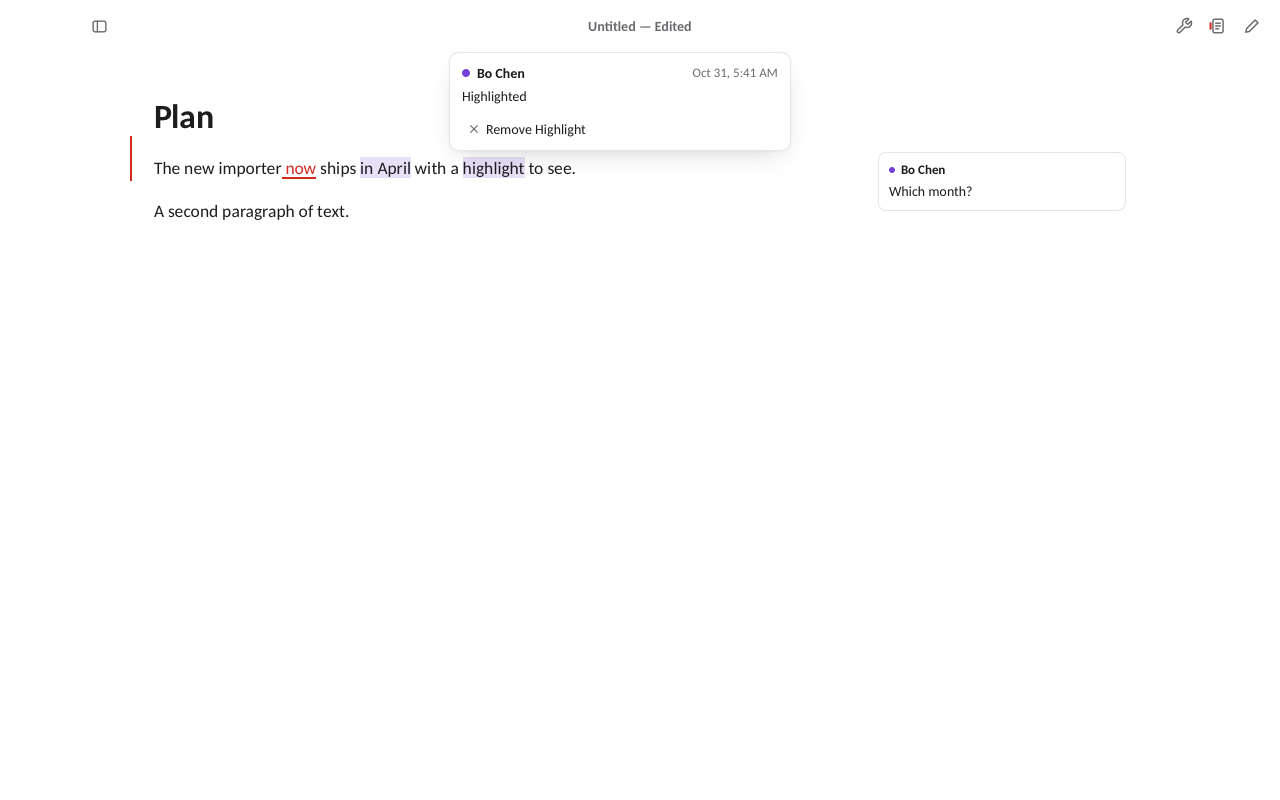 Untitled — Edited
Bo Chen Oct 31, 5:41 AM
Highlighted
Remove Highlight
Plan
The new importer now ships in April with a highlight to see.
A second paragraph of text.
Bo Chen
Which month?